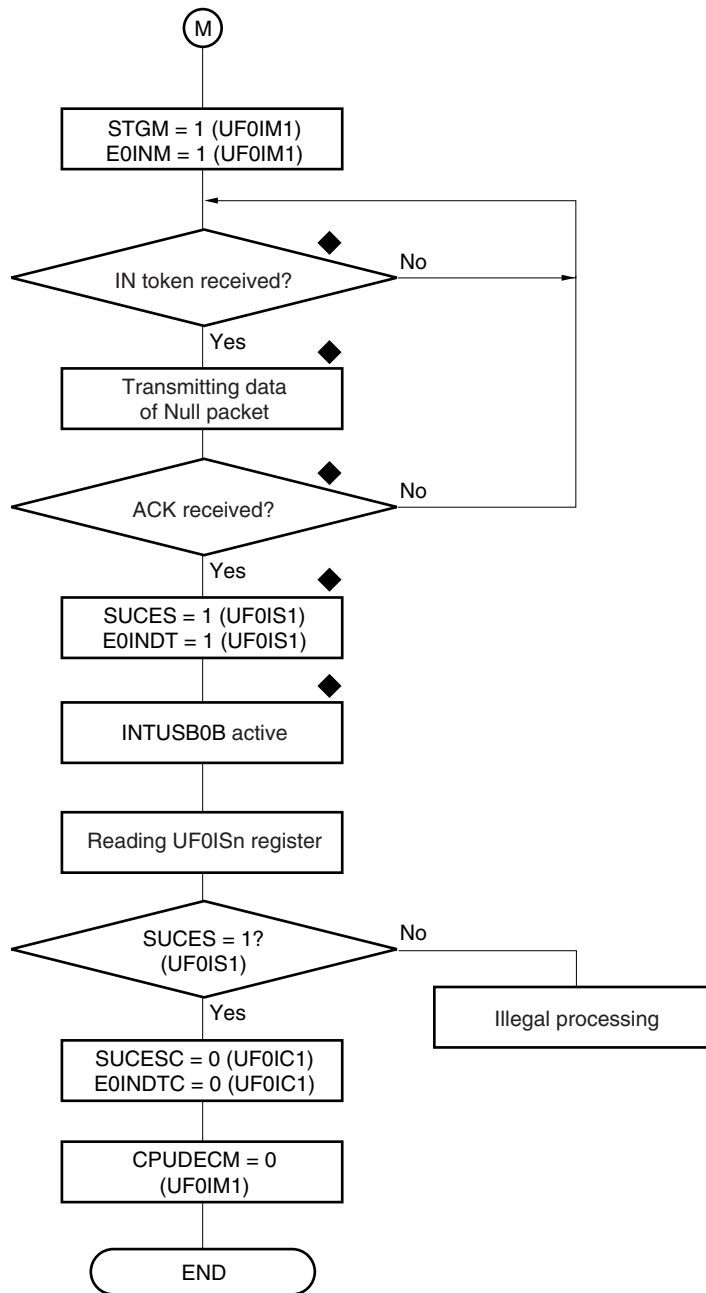 M
STGM = 1 (UF0IM1)
E0INM = 1 (UF0IM1)
IN token received?
No
Yes
Transmitting data
of Null packet
ACK received?
No
Yes
SUCES = 1 (UF0IS1)
E0INDT = 1 (UF0IS1)
INTUSB0B active
Reading UF0ISn register
SUCES = 1?
(UF0IS1)
No
Yes
Illegal processing
SUCESC = 0 (UF0IC1)
E0INDTC = 0 (UF0IC1)
CPUDECM = 0
(UF0IM1)
END